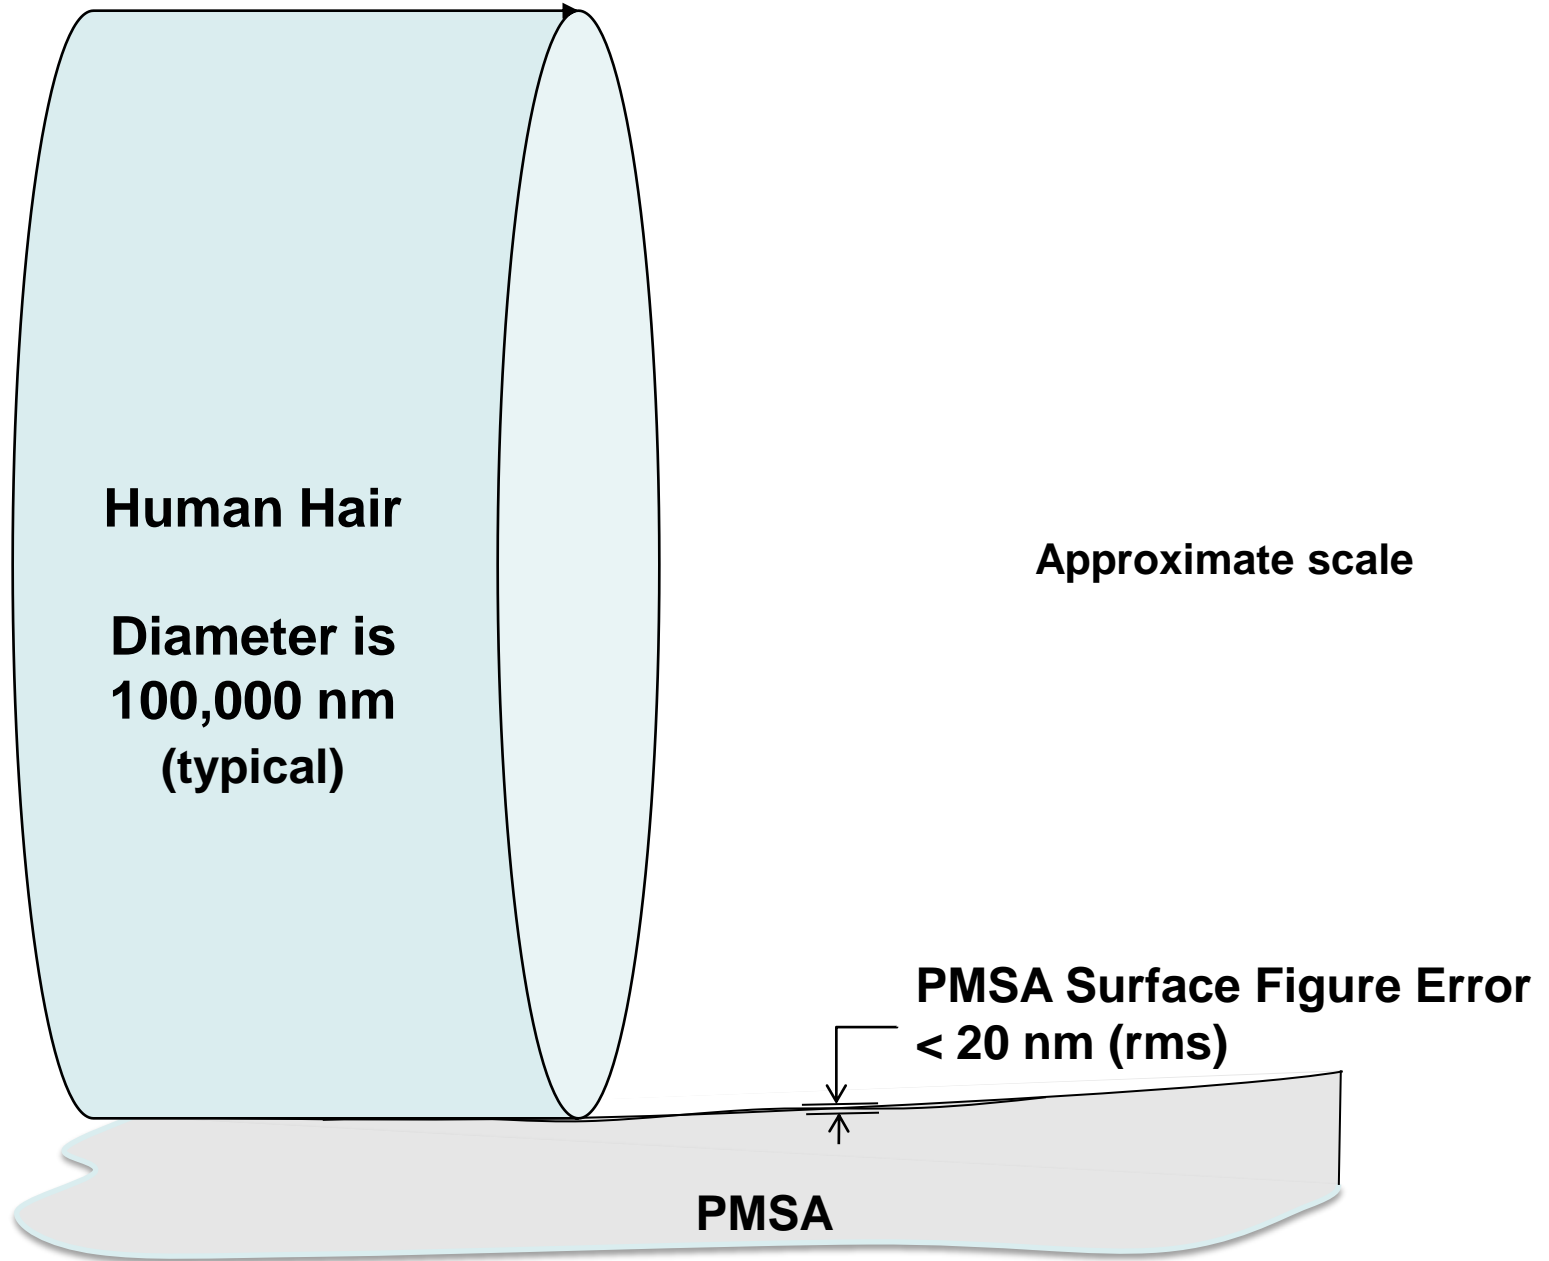 Human Hair
Diameter is
100,000 nm
(typical)
Approximate scale
PMSA Surface Figure Error
< 20 nm (rms)
PMSA